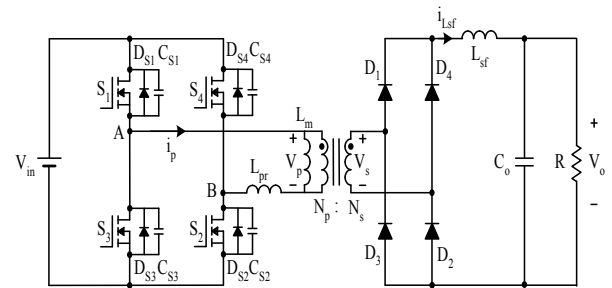 D_S1 C_S1
D_S4 C_S4
i_Lsf
S_1
S_4
D_1
D_4
L_sf
L_m
A
i_p
+
+
+
V_in
L_pr
V_p
V_s
C_o
R
V_o
B
−
−
−
N_p : N_s
S_3
S_2
D_3
D_2
D_S3 C_S3
D_S2 C_S2